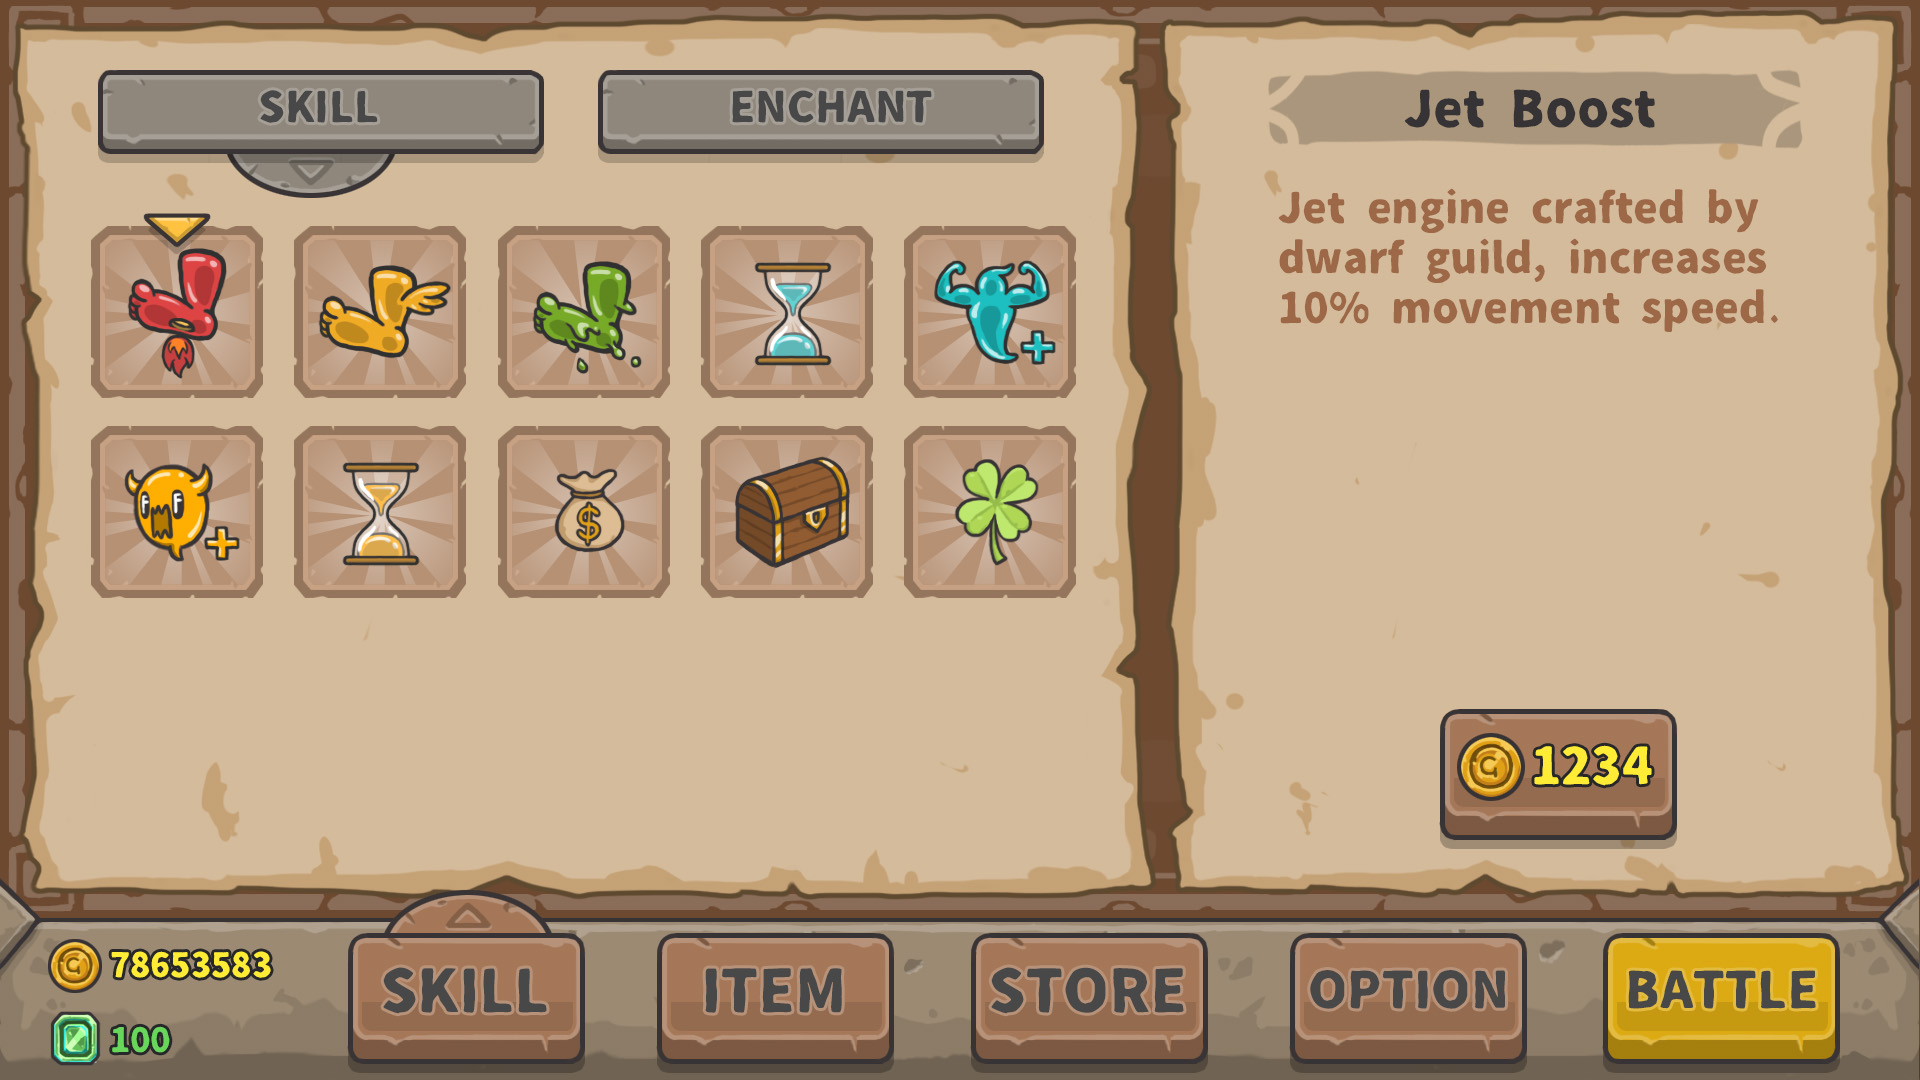 SKILL
ENCHANT
Jet Boost
Jet engine crafted by
dwarf guild, increases
10% movement speed.
$
1234
78653583
100
SKILL
ITEM
STORE
OPTION
BATTLE